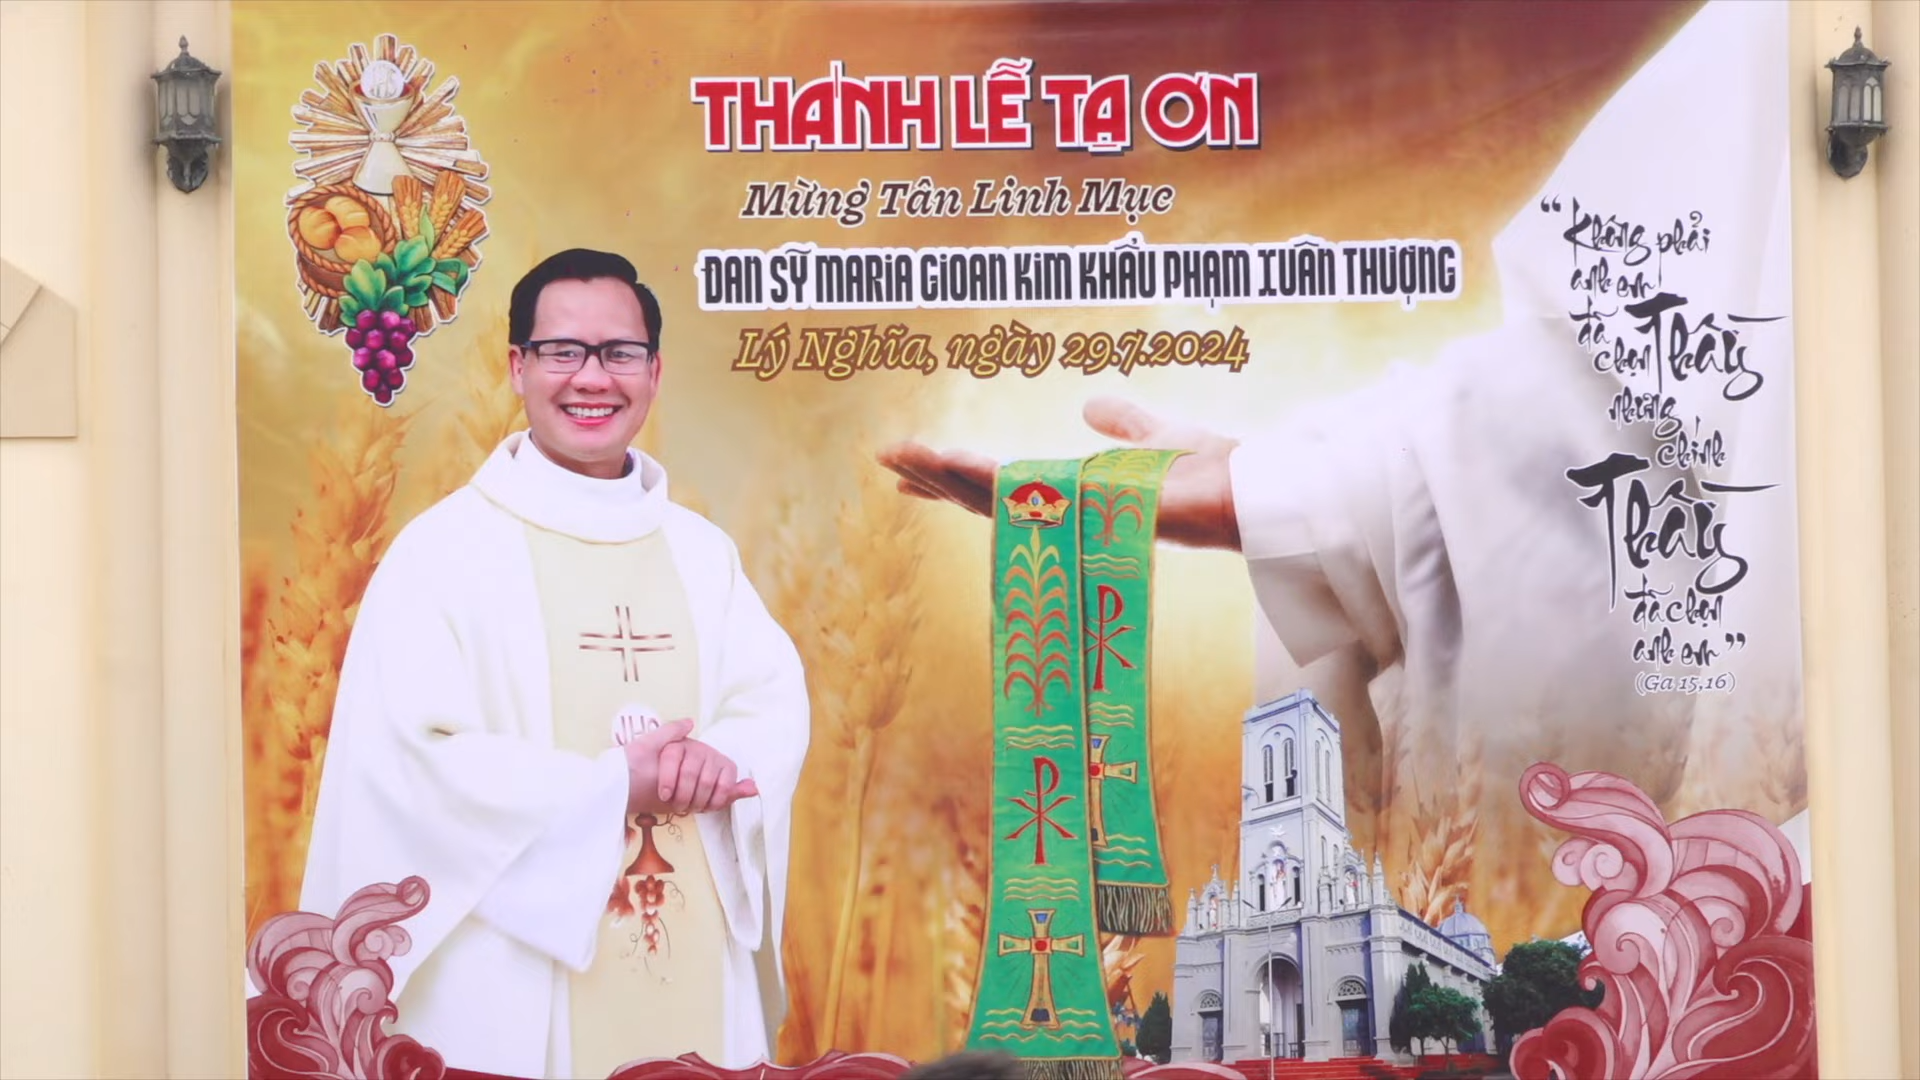 THÁNH LỄ TẠ ƠN
Mừng Tân Linh Mục
ĐAN SỸ MARIA GIOAN KIM KHẨU PHẠM XUÂN THƯỢNG
Lý Nghĩa, ngày 29.7.2024
“Không phải
anh em
đã
chọn Thầy
nhưng
chính
Thầy
đã chọn
anh em”
(Ga 15,16)
IHS
JHS